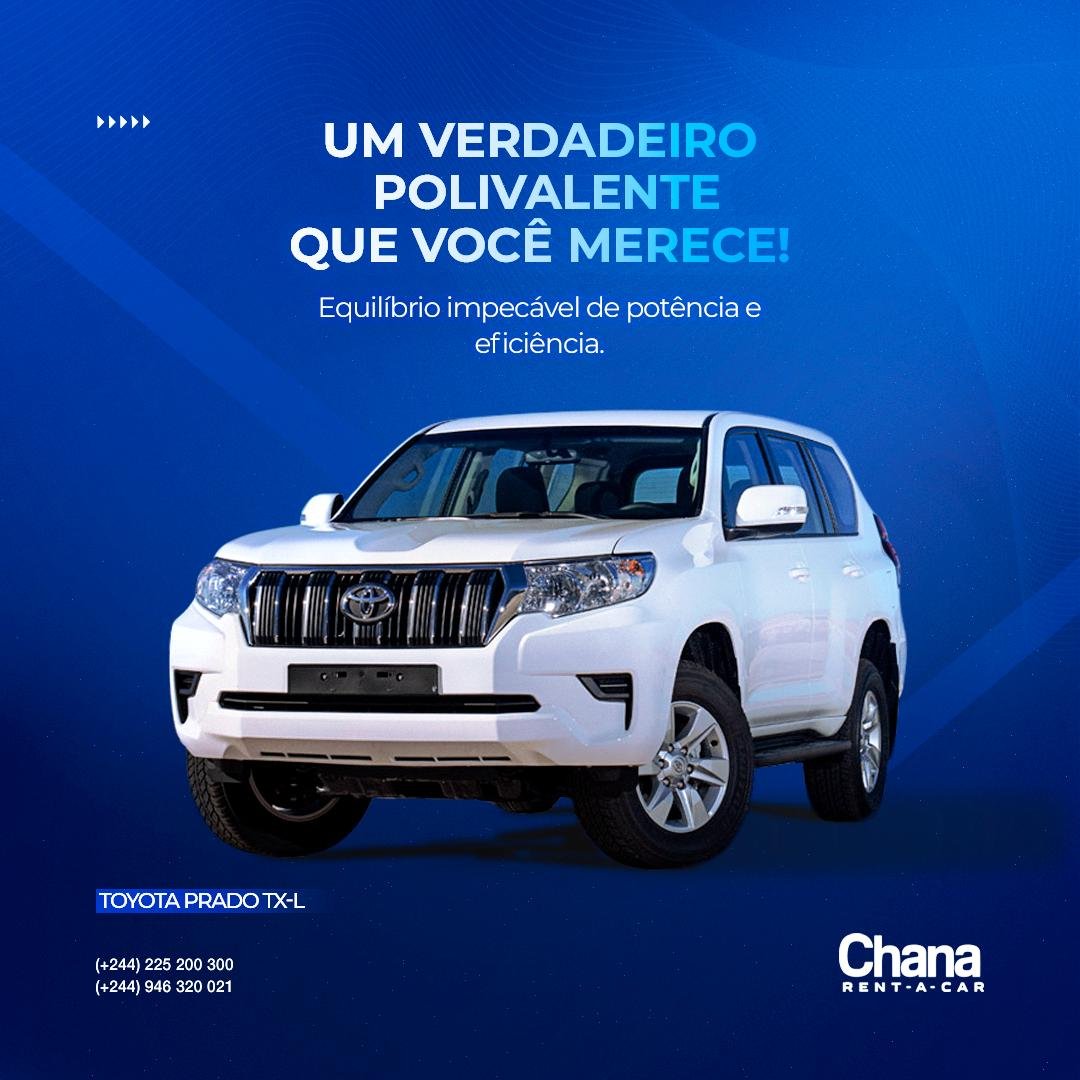 UM VERDADEIRO
POLIVALENTE
QUE VOCÊ MERECE!
Equilíbrio impecável de potência e
eficiência.
TOYOTA PRADO TX-L
(+244) 225 200 300
(+244) 946 320 021
Chana
RENT-A-CAR